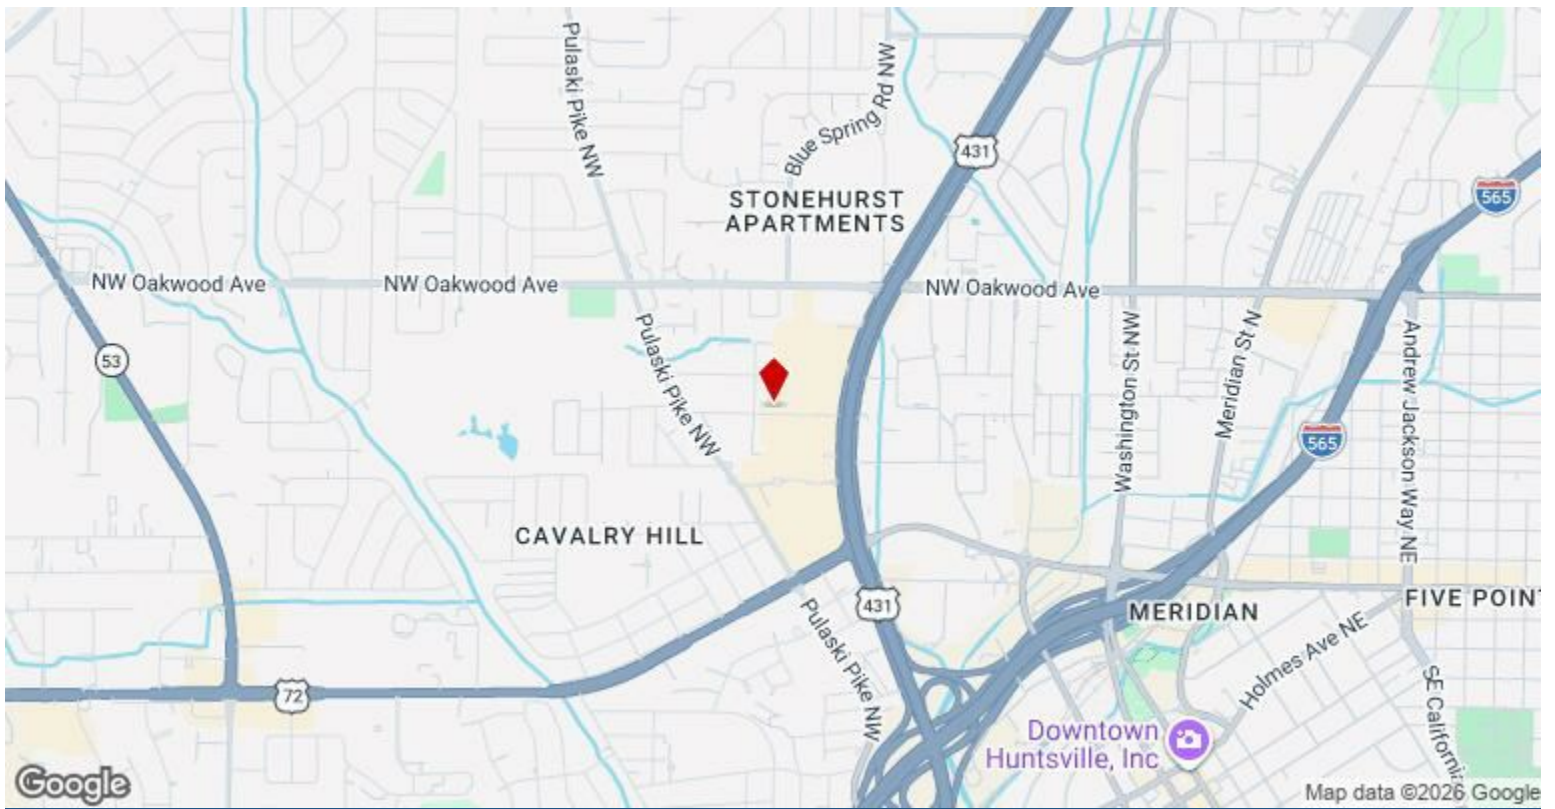 Pulaski Pike NW
Blue Spring Rd NW
431
565
STONEHURST
APARTMENTS
NW Oakwood Ave
NW Oakwood Ave
NW Oakwood Ave
53
Pulaski Pike NW
Washington St NW
Meridian St N
Andrew Jackson Way NE
565
CAVALRY HILL
431
Pulaski Pike NW
MERIDIAN
FIVE POINT
Holmes Ave NE
72
SE California
Downtown
Huntsville, Inc
Google
Map data ©2026 Google